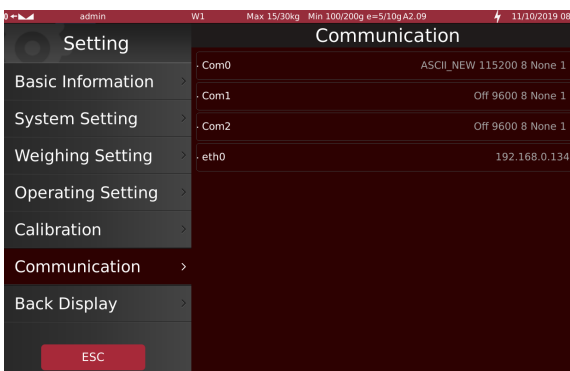 0 admin W1 Max 15/30kg Min 100/200g e=5/10g A2.09 11/10/2019 08
Setting
Communication
Basic Information
System Setting
Weighing Setting
Operating Setting
Calibration
Communication
Back Display
ESC
Com0 ASCII_NEW 115200 8 None 1
Com1 Off 9600 8 None 1
Com2 Off 9600 8 None 1
eth0 192.168.0.134